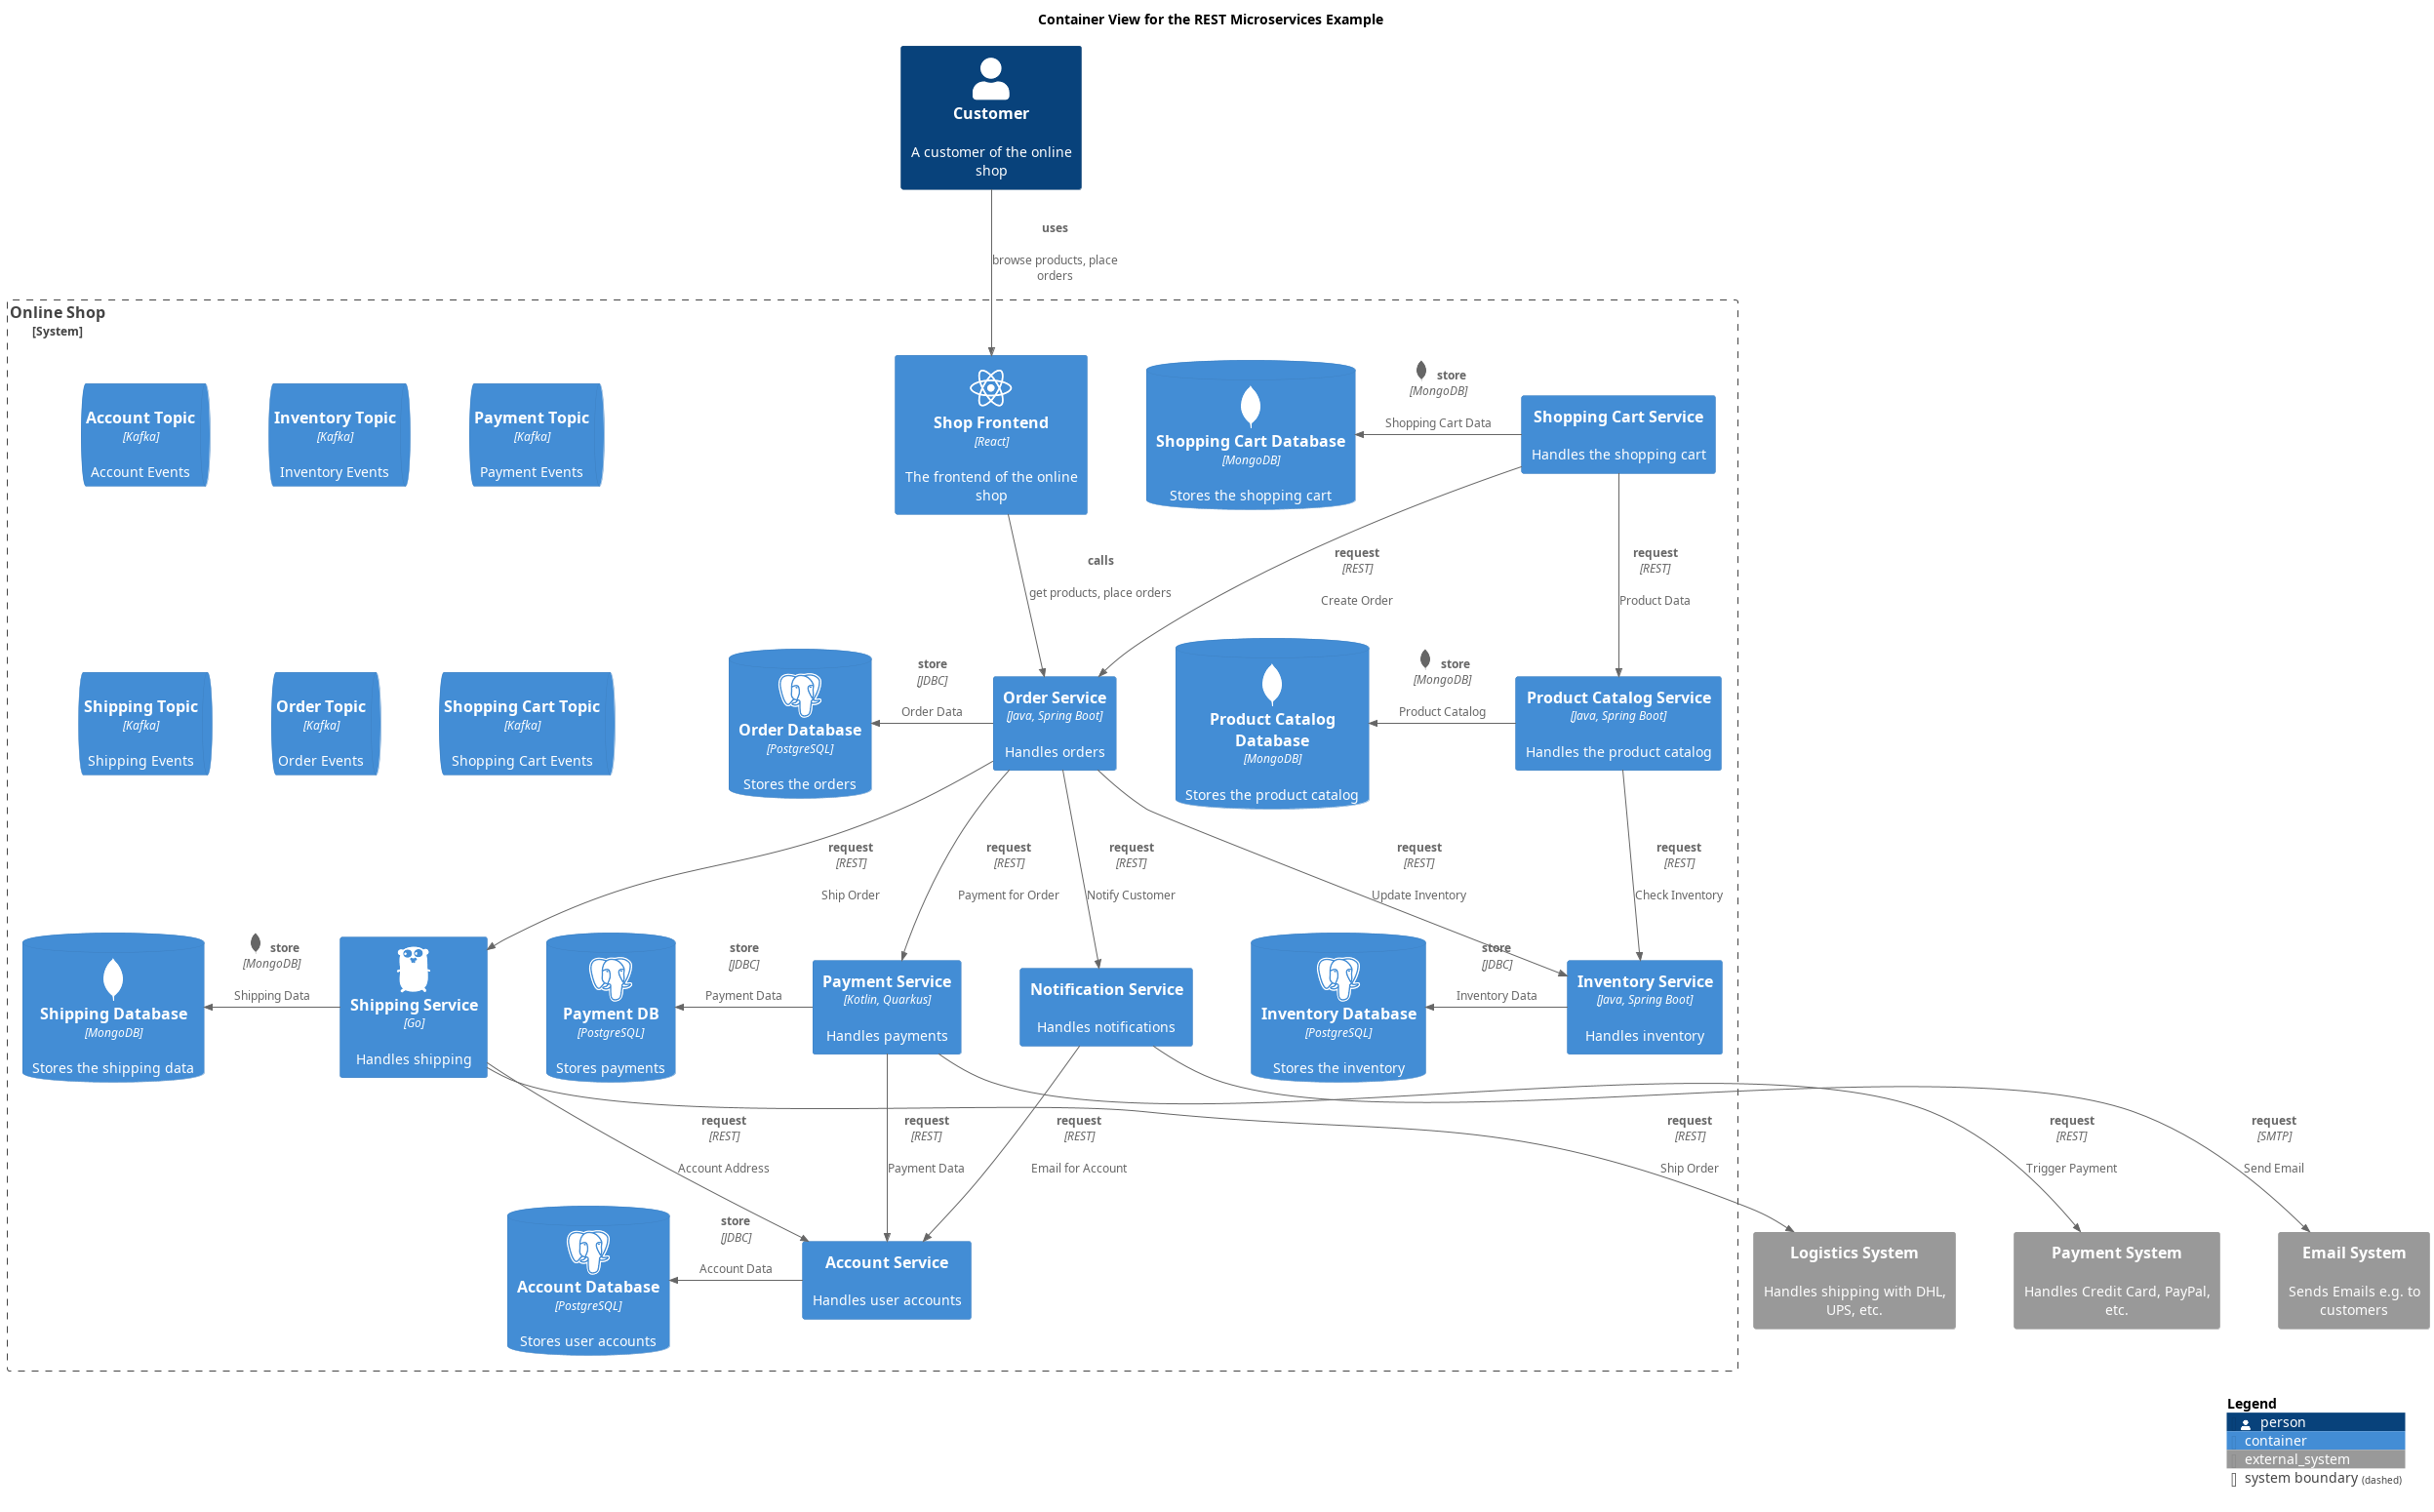 Container View for the REST Microservices Example
Customer
A customer of the online
shop
uses
browse products, place
orders
Online Shop
[System]
Account Topic
[Kafka]
Account Events
Inventory Topic
[Kafka]
Inventory Events
Payment Topic
[Kafka]
Payment Events
Shop Frontend
[React]
The frontend of the online
shop
Shopping Cart Database
[MongoDB]
Stores the shopping cart
store
[MongoDB]
Shopping Cart Data
Shopping Cart Service
Handles the shopping cart
calls
get products, place orders
request
[REST]
Create Order
request
[REST]
Product Data
Shipping Topic
[Kafka]
Shipping Events
Order Topic
[Kafka]
Order Events
Shopping Cart Topic
[Kafka]
Shopping Cart Events
Order Database
[PostgreSQL]
Stores the orders
store
[JDBC]
Order Data
Order Service
[Java, Spring Boot]
Handles orders
Product Catalog
Database
[MongoDB]
Stores the product catalog
store
[MongoDB]
Product Catalog
Product Catalog Service
[Java, Spring Boot]
Handles the product catalog
request
[REST]
Ship Order
request
[REST]
Payment for Order
request
[REST]
Notify Customer
request
[REST]
Update Inventory
request
[REST]
Check Inventory
Shipping Database
[MongoDB]
Stores the shipping data
store
[MongoDB]
Shipping Data
Shipping Service
[Go]
Handles shipping
Payment DB
[PostgreSQL]
Stores payments
store
[JDBC]
Payment Data
Payment Service
[Kotlin, Quarkus]
Handles payments
Notification Service
Handles notifications
Inventory Database
[PostgreSQL]
Stores the inventory
store
[JDBC]
Inventory Data
Inventory Service
[Java, Spring Boot]
Handles inventory
request
[REST]
Account Address
request
[REST]
Payment Data
request
[REST]
Email for Account
request
[REST]
Ship Order
request
[REST]
Trigger Payment
request
[SMTP]
Send Email
Account Database
[PostgreSQL]
Stores user accounts
store
[JDBC]
Account Data
Account Service
Handles user accounts
Logistics System
Handles shipping with DHL,
UPS, etc.
Payment System
Handles Credit Card, PayPal,
etc.
Email System
Sends Emails e.g. to
customers
Legend
person
container
external_system
system boundary (dashed)